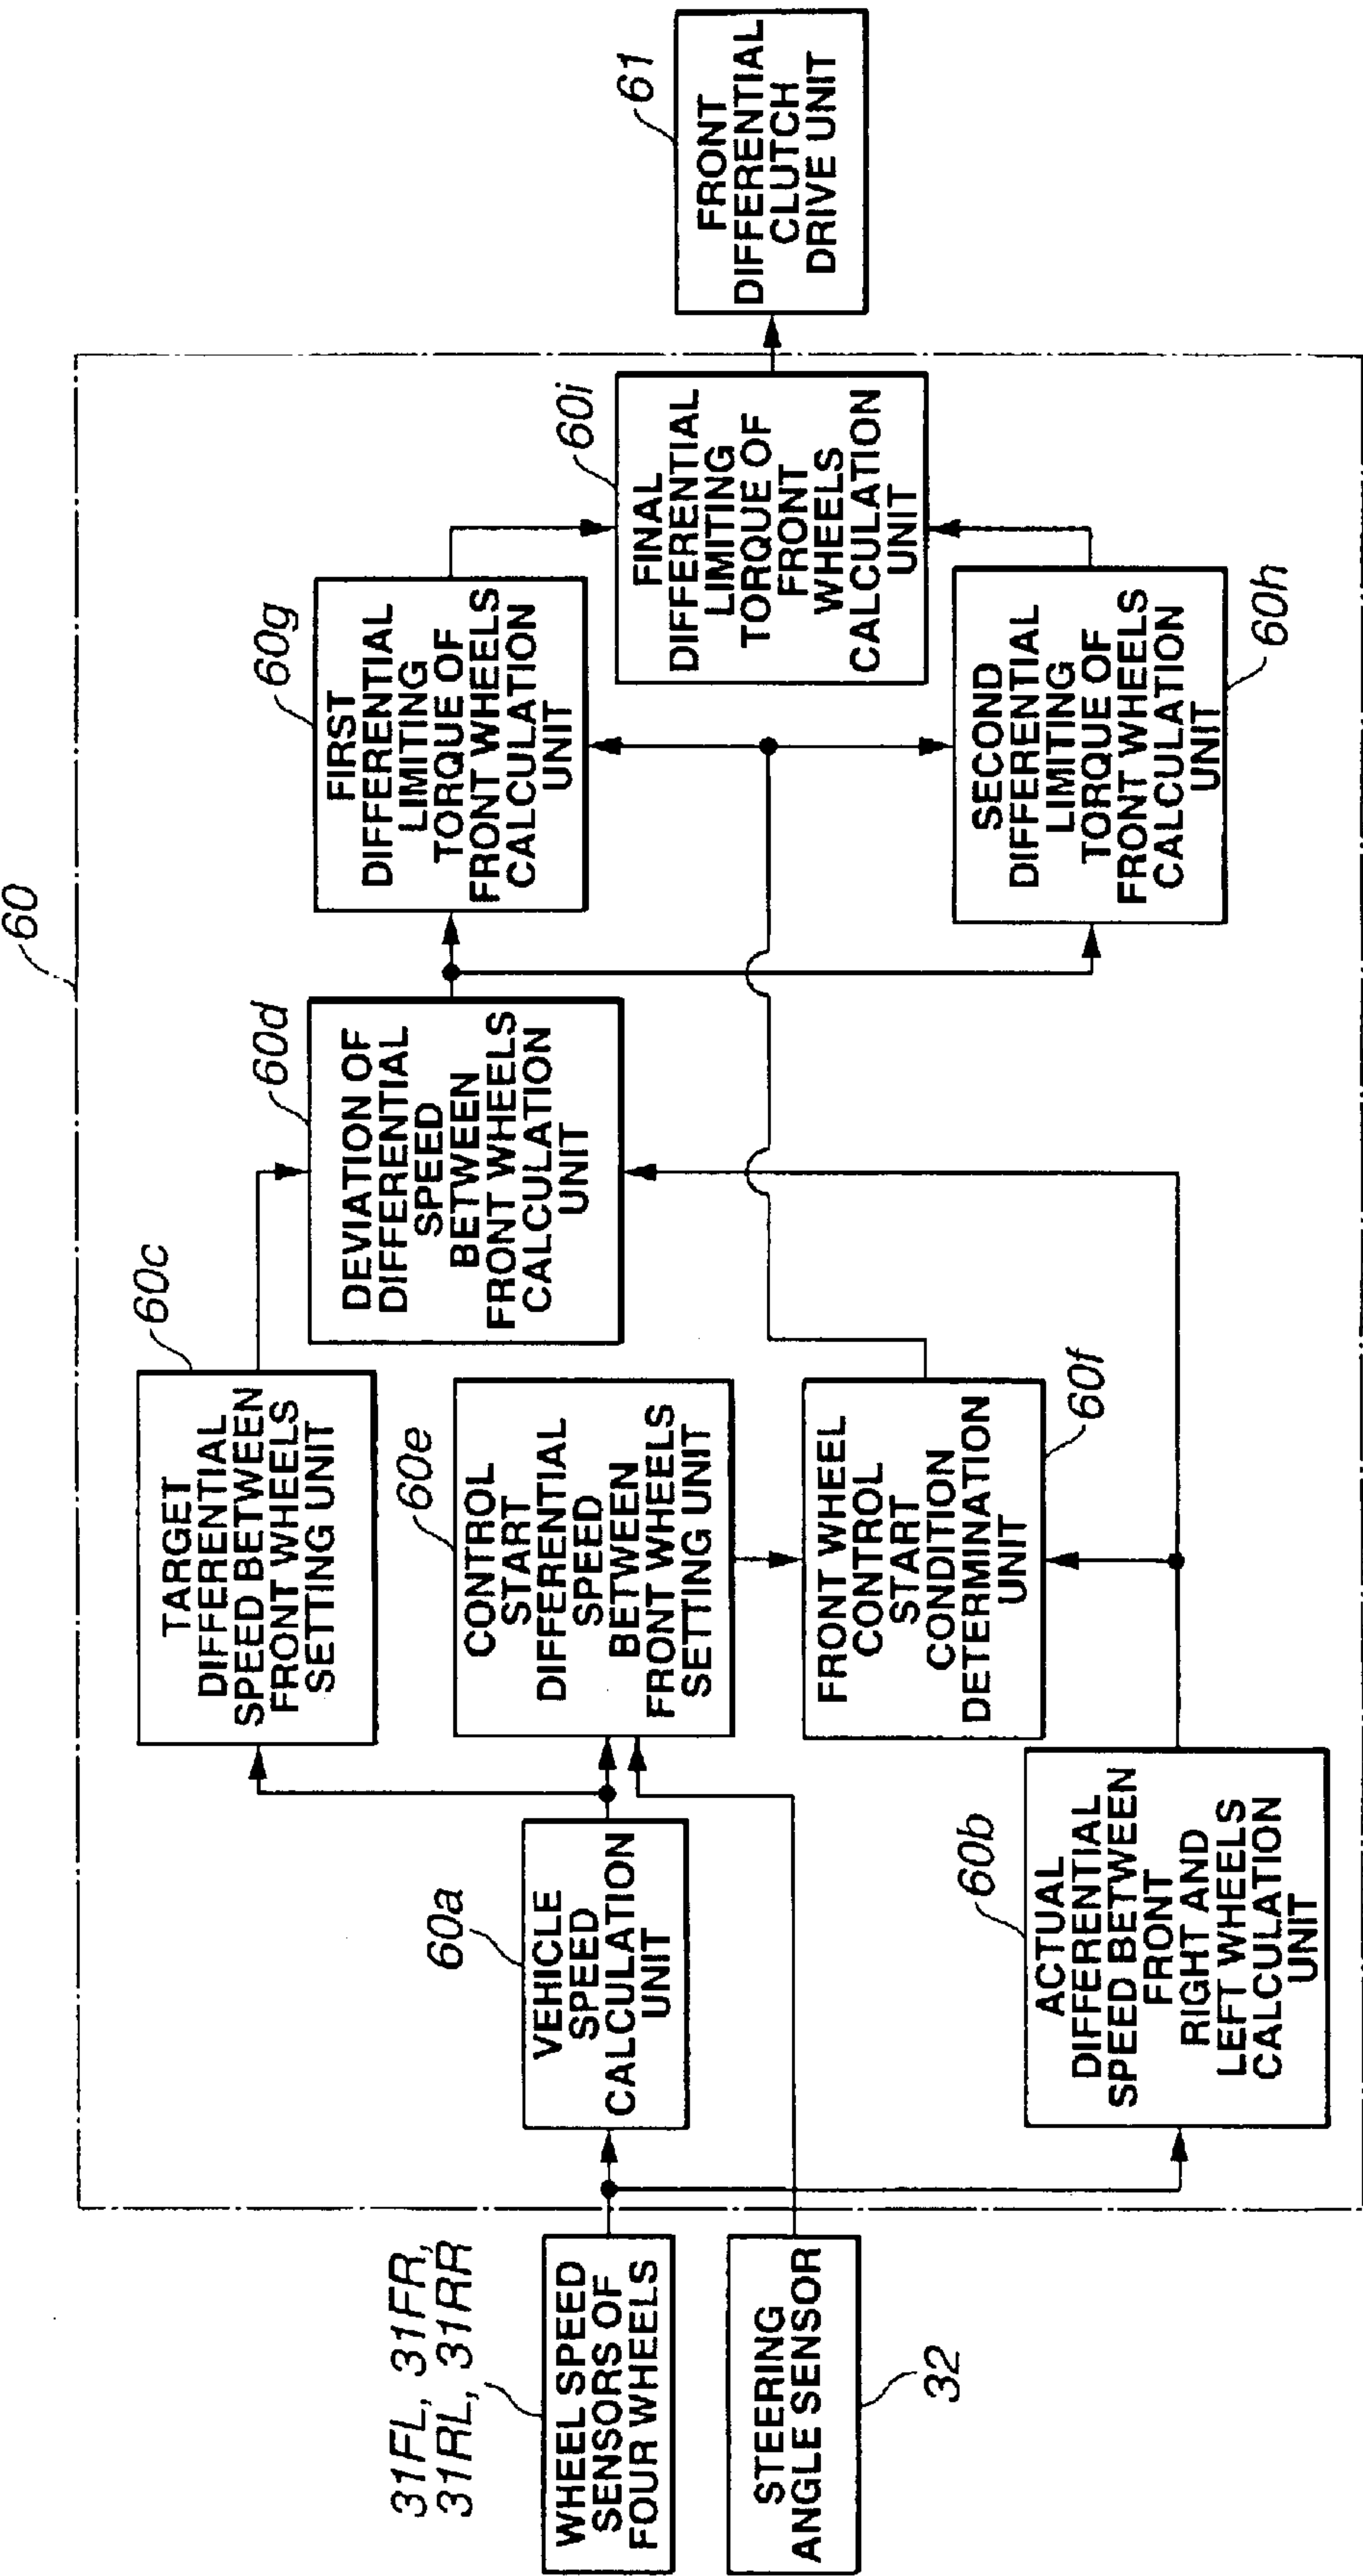 31FL, 31FR,
31RL, 31RR
WHEEL SPEED
SENSORS OF
FOUR WHEELS
STEERING
ANGLE SENSOR
32
60
60a
VEHICLE
SPEED
CALCULATION
UNIT
60b
ACTUAL
DIFFERENTIAL
SPEED BETWEEN
FRONT
RIGHT AND
LEFT WHEELS
CALCULATION
UNIT
60c
TARGET
DIFFERENTIAL
SPEED BETWEEN
FRONT WHEELS
SETTING UNIT
60e
CONTROL
START
DIFFERENTIAL
SPEED
BETWEEN
FRONT WHEELS
SETTING UNIT
FRONT WHEEL
CONTROL
START
CONDITION
DETERMINATION
UNIT
60f
60d
DEVIATION OF
DIFFERENTIAL
SPEED
BETWEEN
FRONT WHEELS
CALCULATION
UNIT
60g
FIRST
DIFFERENTIAL
LIMITING
TORQUE OF
FRONT WHEELS
CALCULATION
UNIT
SECOND
DIFFERENTIAL
LIMITING
TORQUE OF
FRONT WHEELS
CALCULATION
UNIT
60h
60i
FINAL
DIFFERENTIAL
LIMITING
TORQUE OF
FRONT
WHEELS
CALCULATION
UNIT
61
FRONT
DIFFERENTIAL
CLUTCH
DRIVE UNIT